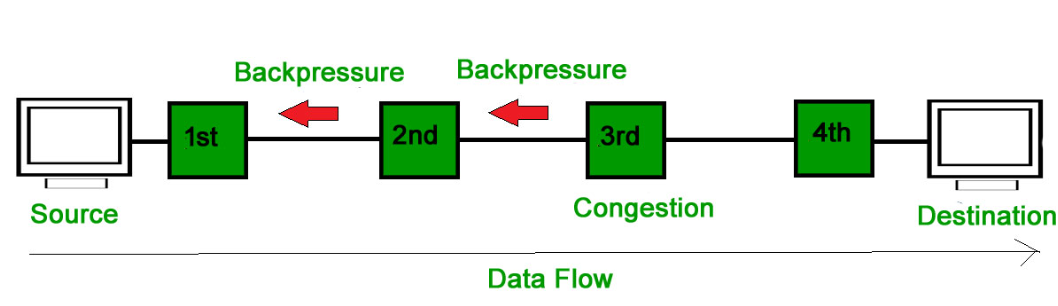 Backpressure
Backpressure
1st
2nd
3rd
4th
Source
Congestion
Destination
Data Flow